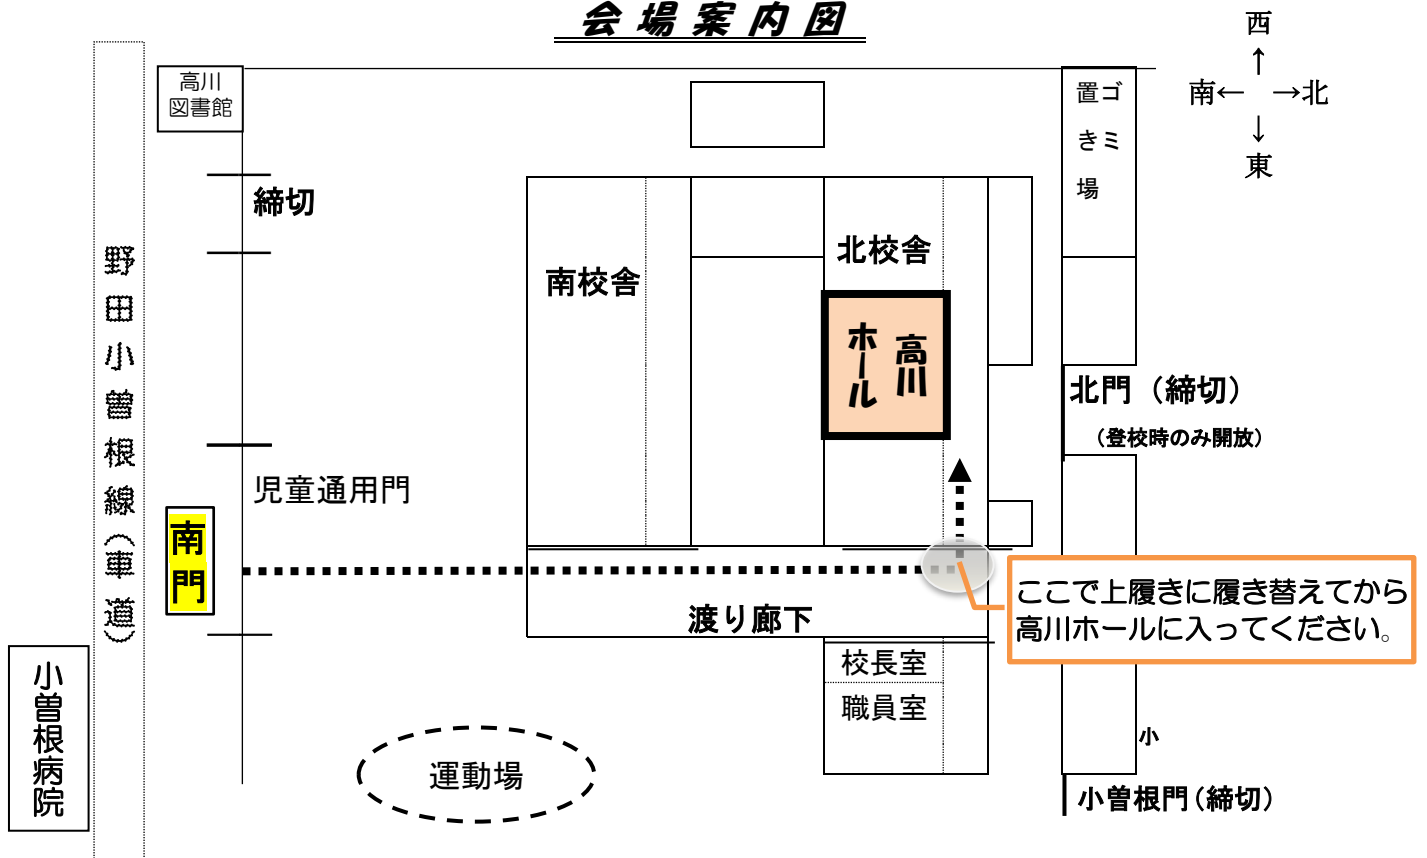 会場案内図
西
南← →北
東
高川
図書館
ゴミ
置き場
締切
野田小曽根線（車道）
南校舎
北校舎
高川
ホール
北門（締切）
（登校時のみ開放）
児童通用門
南門
ここで上履きに履き替えてから
高川ホールに入ってください。
渡り廊下
校長室
職員室
小曽根病院
運動場
小
小曽根門（締切）